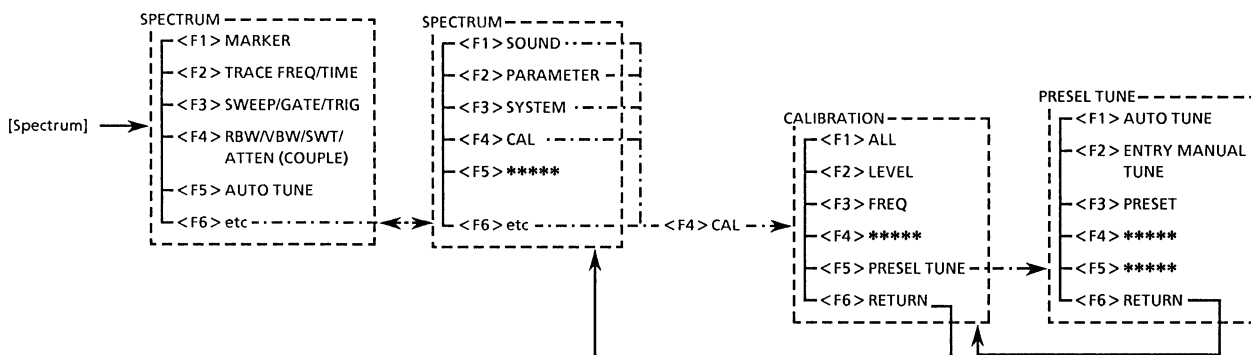 [Spectrum]
SPECTRUM
<F1> MARKER
<F2> TRACE FREQ/TIME
<F3> SWEEP/GATE/TRIG
<F4> RBW/VBW/SWT/
ATTEN (COUPLE)
<F5> AUTO TUNE
<F6> etc
SPECTRUM
<F1> SOUND
<F2> PARAMETER
<F3> SYSTEM
<F4> CAL
<F5> *****
<F6> etc
<F4> CAL
CALIBRATION
<F1> ALL
<F2> LEVEL
<F3> FREQ
<F4> *****
<F5> PRESEL TUNE
<F6> RETURN
PRESEL TUNE
<F1> AUTO TUNE
<F2> ENTRY MANUAL
TUNE
<F3> PRESET
<F4> *****
<F5> *****
<F6> RETURN